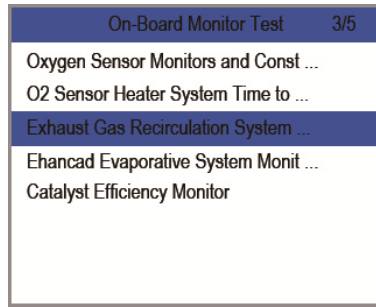 On-Board Monitor Test 3/5
Oxygen Sensor Monitors and Const ...
O2 Sensor Heater System Time to ...
Exhaust Gas Recirculation System ...
Ehancad Evaporative System Monit ...
Catalyst Efficiency Monitor